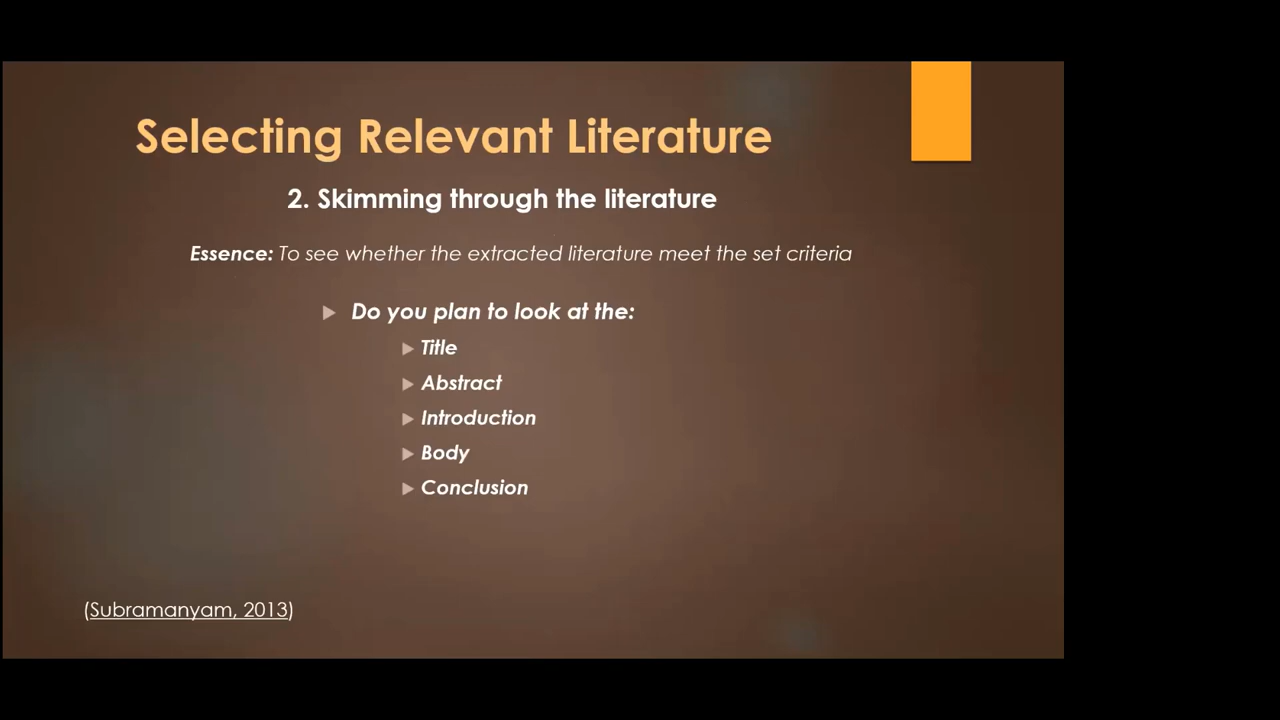 Selecting Relevant Literature
2. Skimming through the literature
Essence: To see whether the extracted literature meet the set criteria
Do you plan to look at the:
Title
Abstract
Introduction
Body
Conclusion
(Subramanyam, 2013)